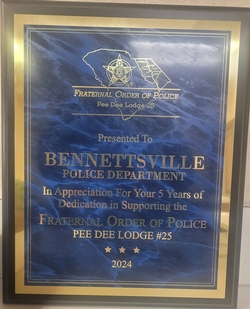 FRATERNAL ORDER OF POLICE
Pee Dee Lodge 25
Presented To
BENNETTSVILLE
POLICE DEPARTMENT
In Appreciation For Your 5 Years of
Dedication in Supporting the
FRATERNAL ORDER OF POLICE
PEE DEE LODGE #25
2024